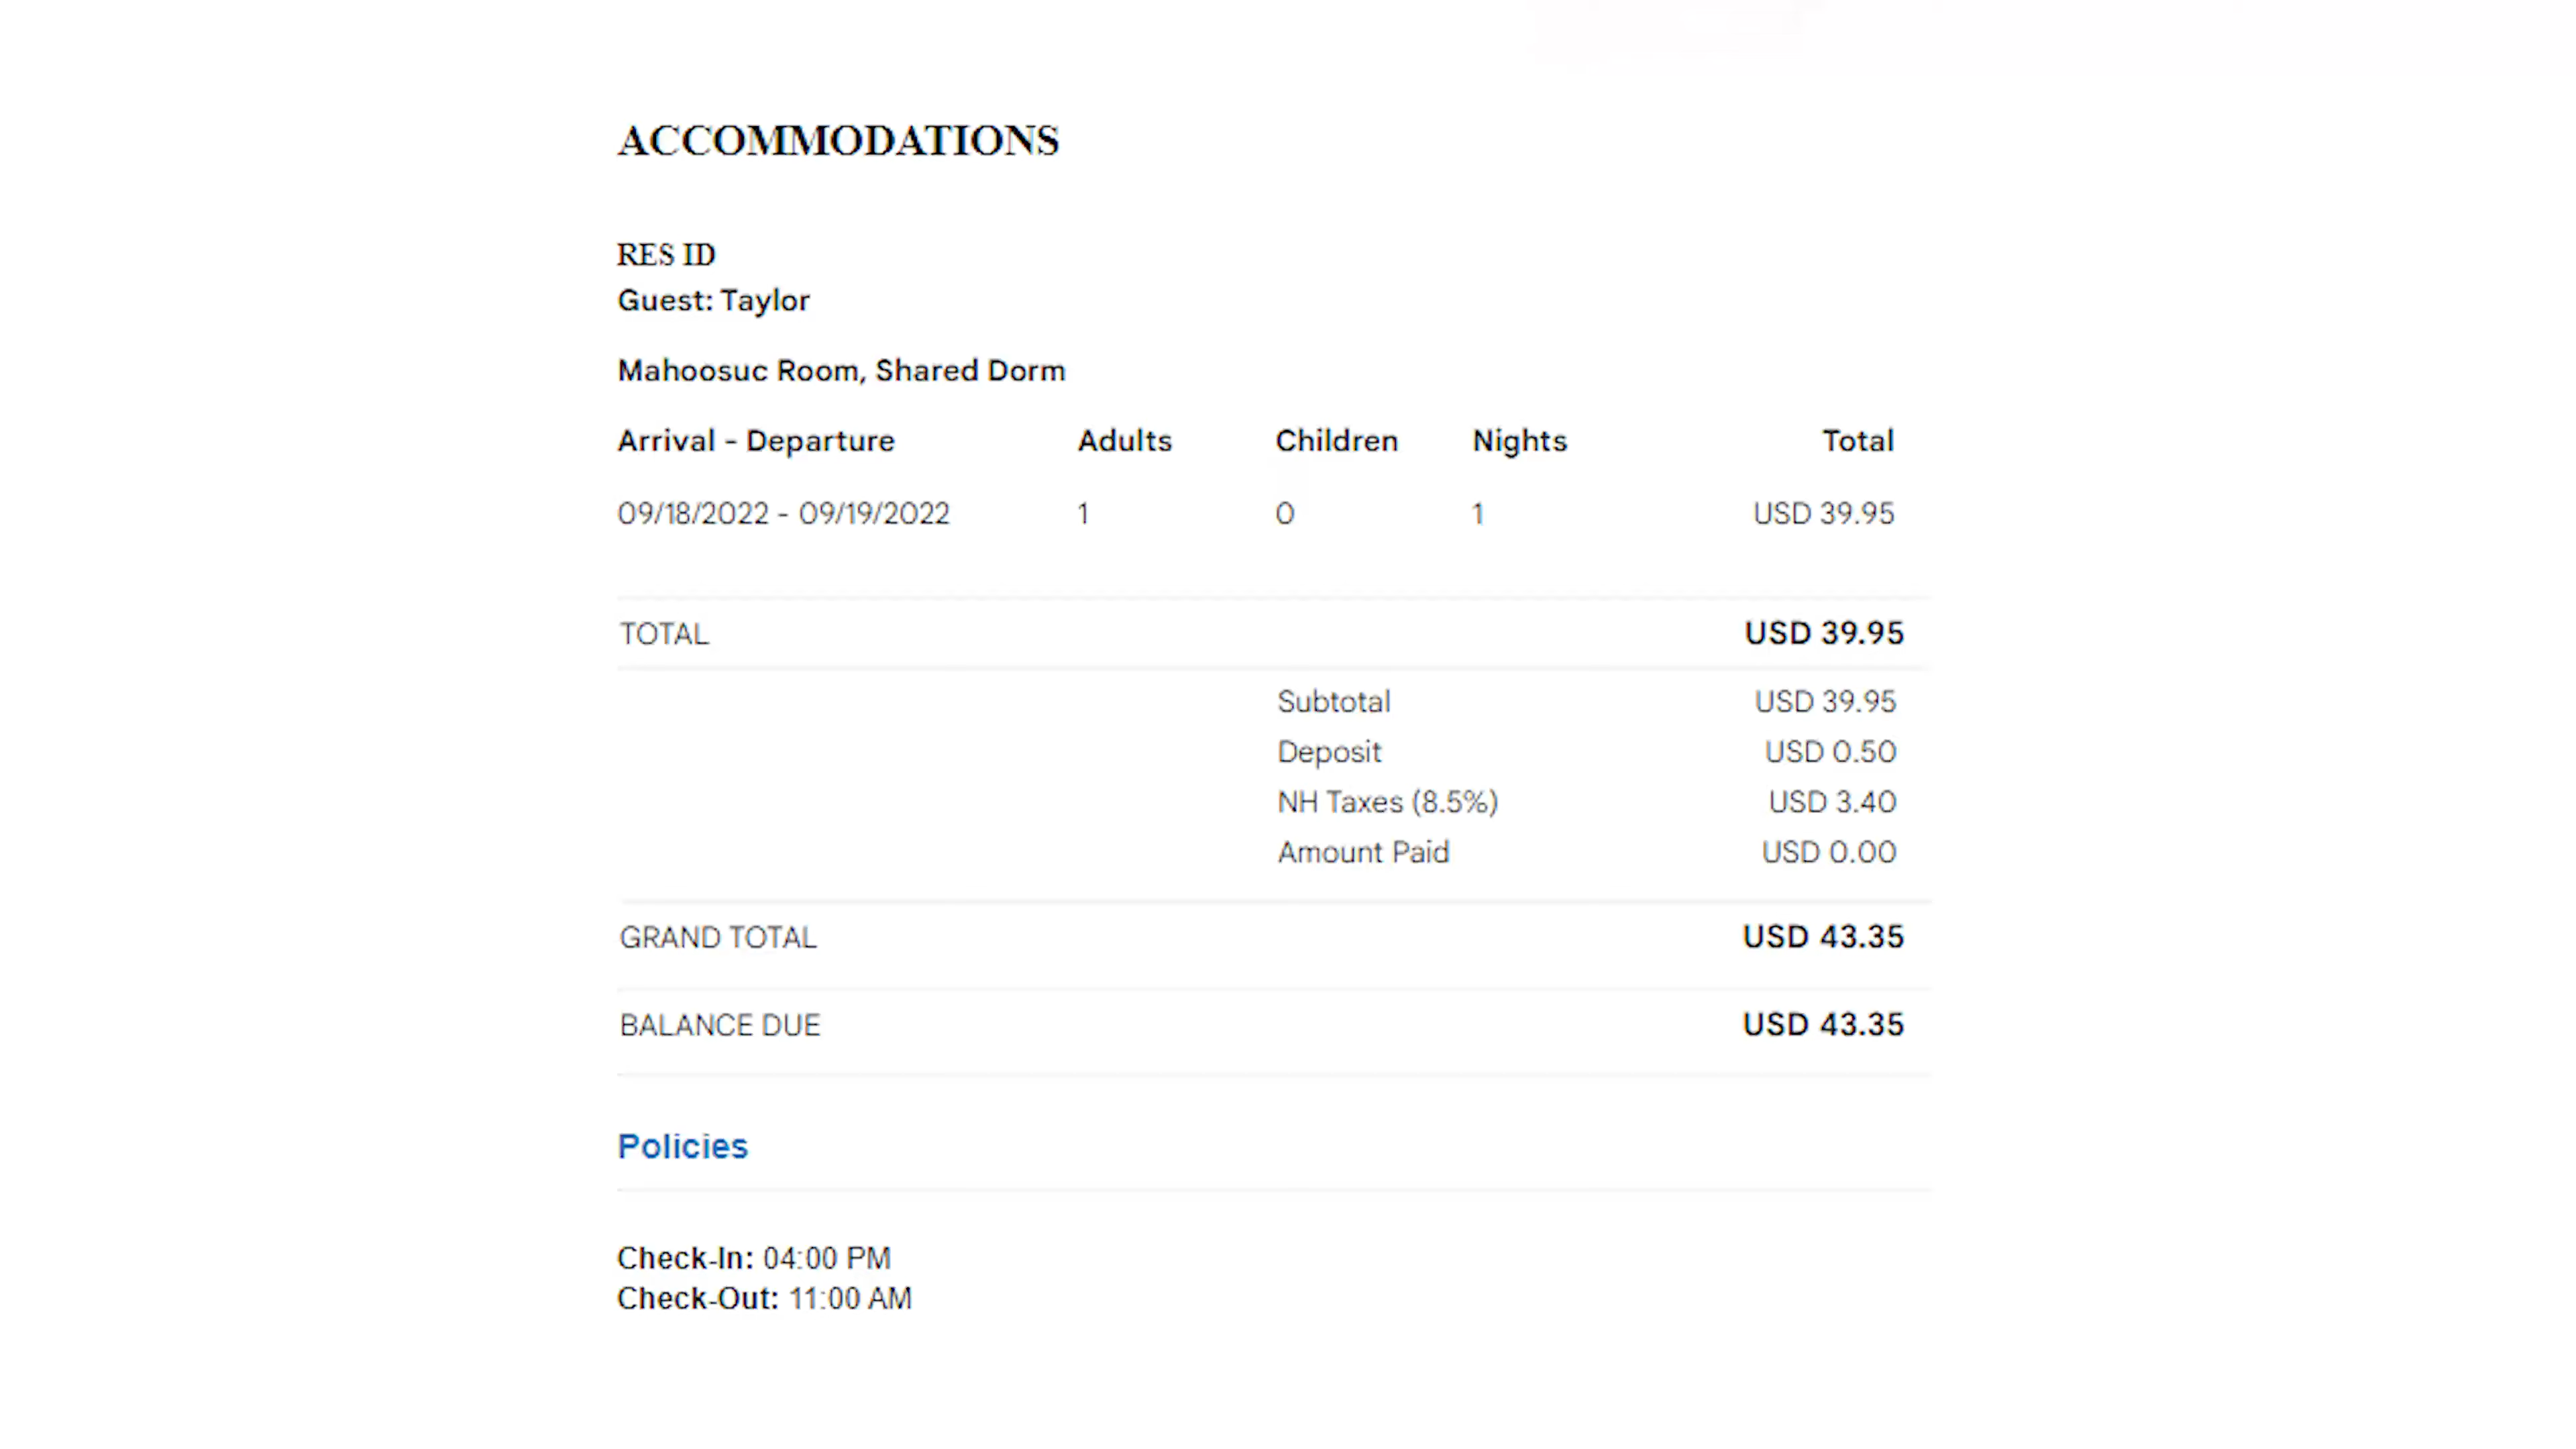 ACCOMMODATIONS
RES ID
Guest: Taylor
Mahoosuc Room, Shared Dorm
Arrival - Departure Adults Children Nights Total
09/18/2022 - 09/19/2022 1 0 1 USD 39.95
TOTAL USD 39.95
Subtotal USD 39.95
Deposit USD 0.50
NH Taxes (8.5%) USD 3.40
Amount Paid USD 0.00
GRAND TOTAL USD 43.35
BALANCE DUE USD 43.35
Policies
Check-In: 04:00 PM
Check-Out: 11:00 AM